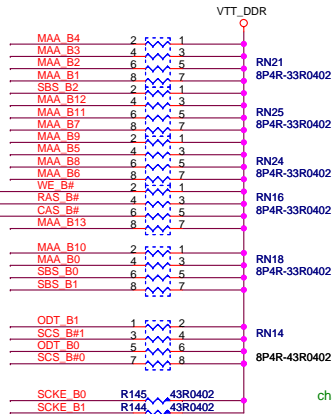 VTT_DDR
MAA_B4 2 1
MAA_B3 4 3
MAA_B2 6 5 RN21
MAA_B1 8 7 8P4R-33R0402
SBS_B2 2 1
MAA_B12 4 3
MAA_B11 6 5 RN25
MAA_B7 8 7 8P4R-33R0402
MAA_B9 2 1
MAA_B5 4 3
MAA_B8 6 5 RN24
MAA_B6 8 7 8P4R-33R0402
WE_B# 2 1
RAS_B# 4 3 RN16
CAS_B# 6 5 8P4R-33R0402
MAA_B13 8 7
MAA_B10 2 1
MAA_B0 4 3 RN18
SBS_B0 6 5 8P4R-33R0402
SBS_B1 8 7
ODT_B1 1 2
SCS_B#1 3 4 RN14
ODT_B0 5 6
SCS_B#0 7 8 8P4R-43R0402
SCKE_B0 R145 43R0402 ch
SCKE_B1 R144 43R0402